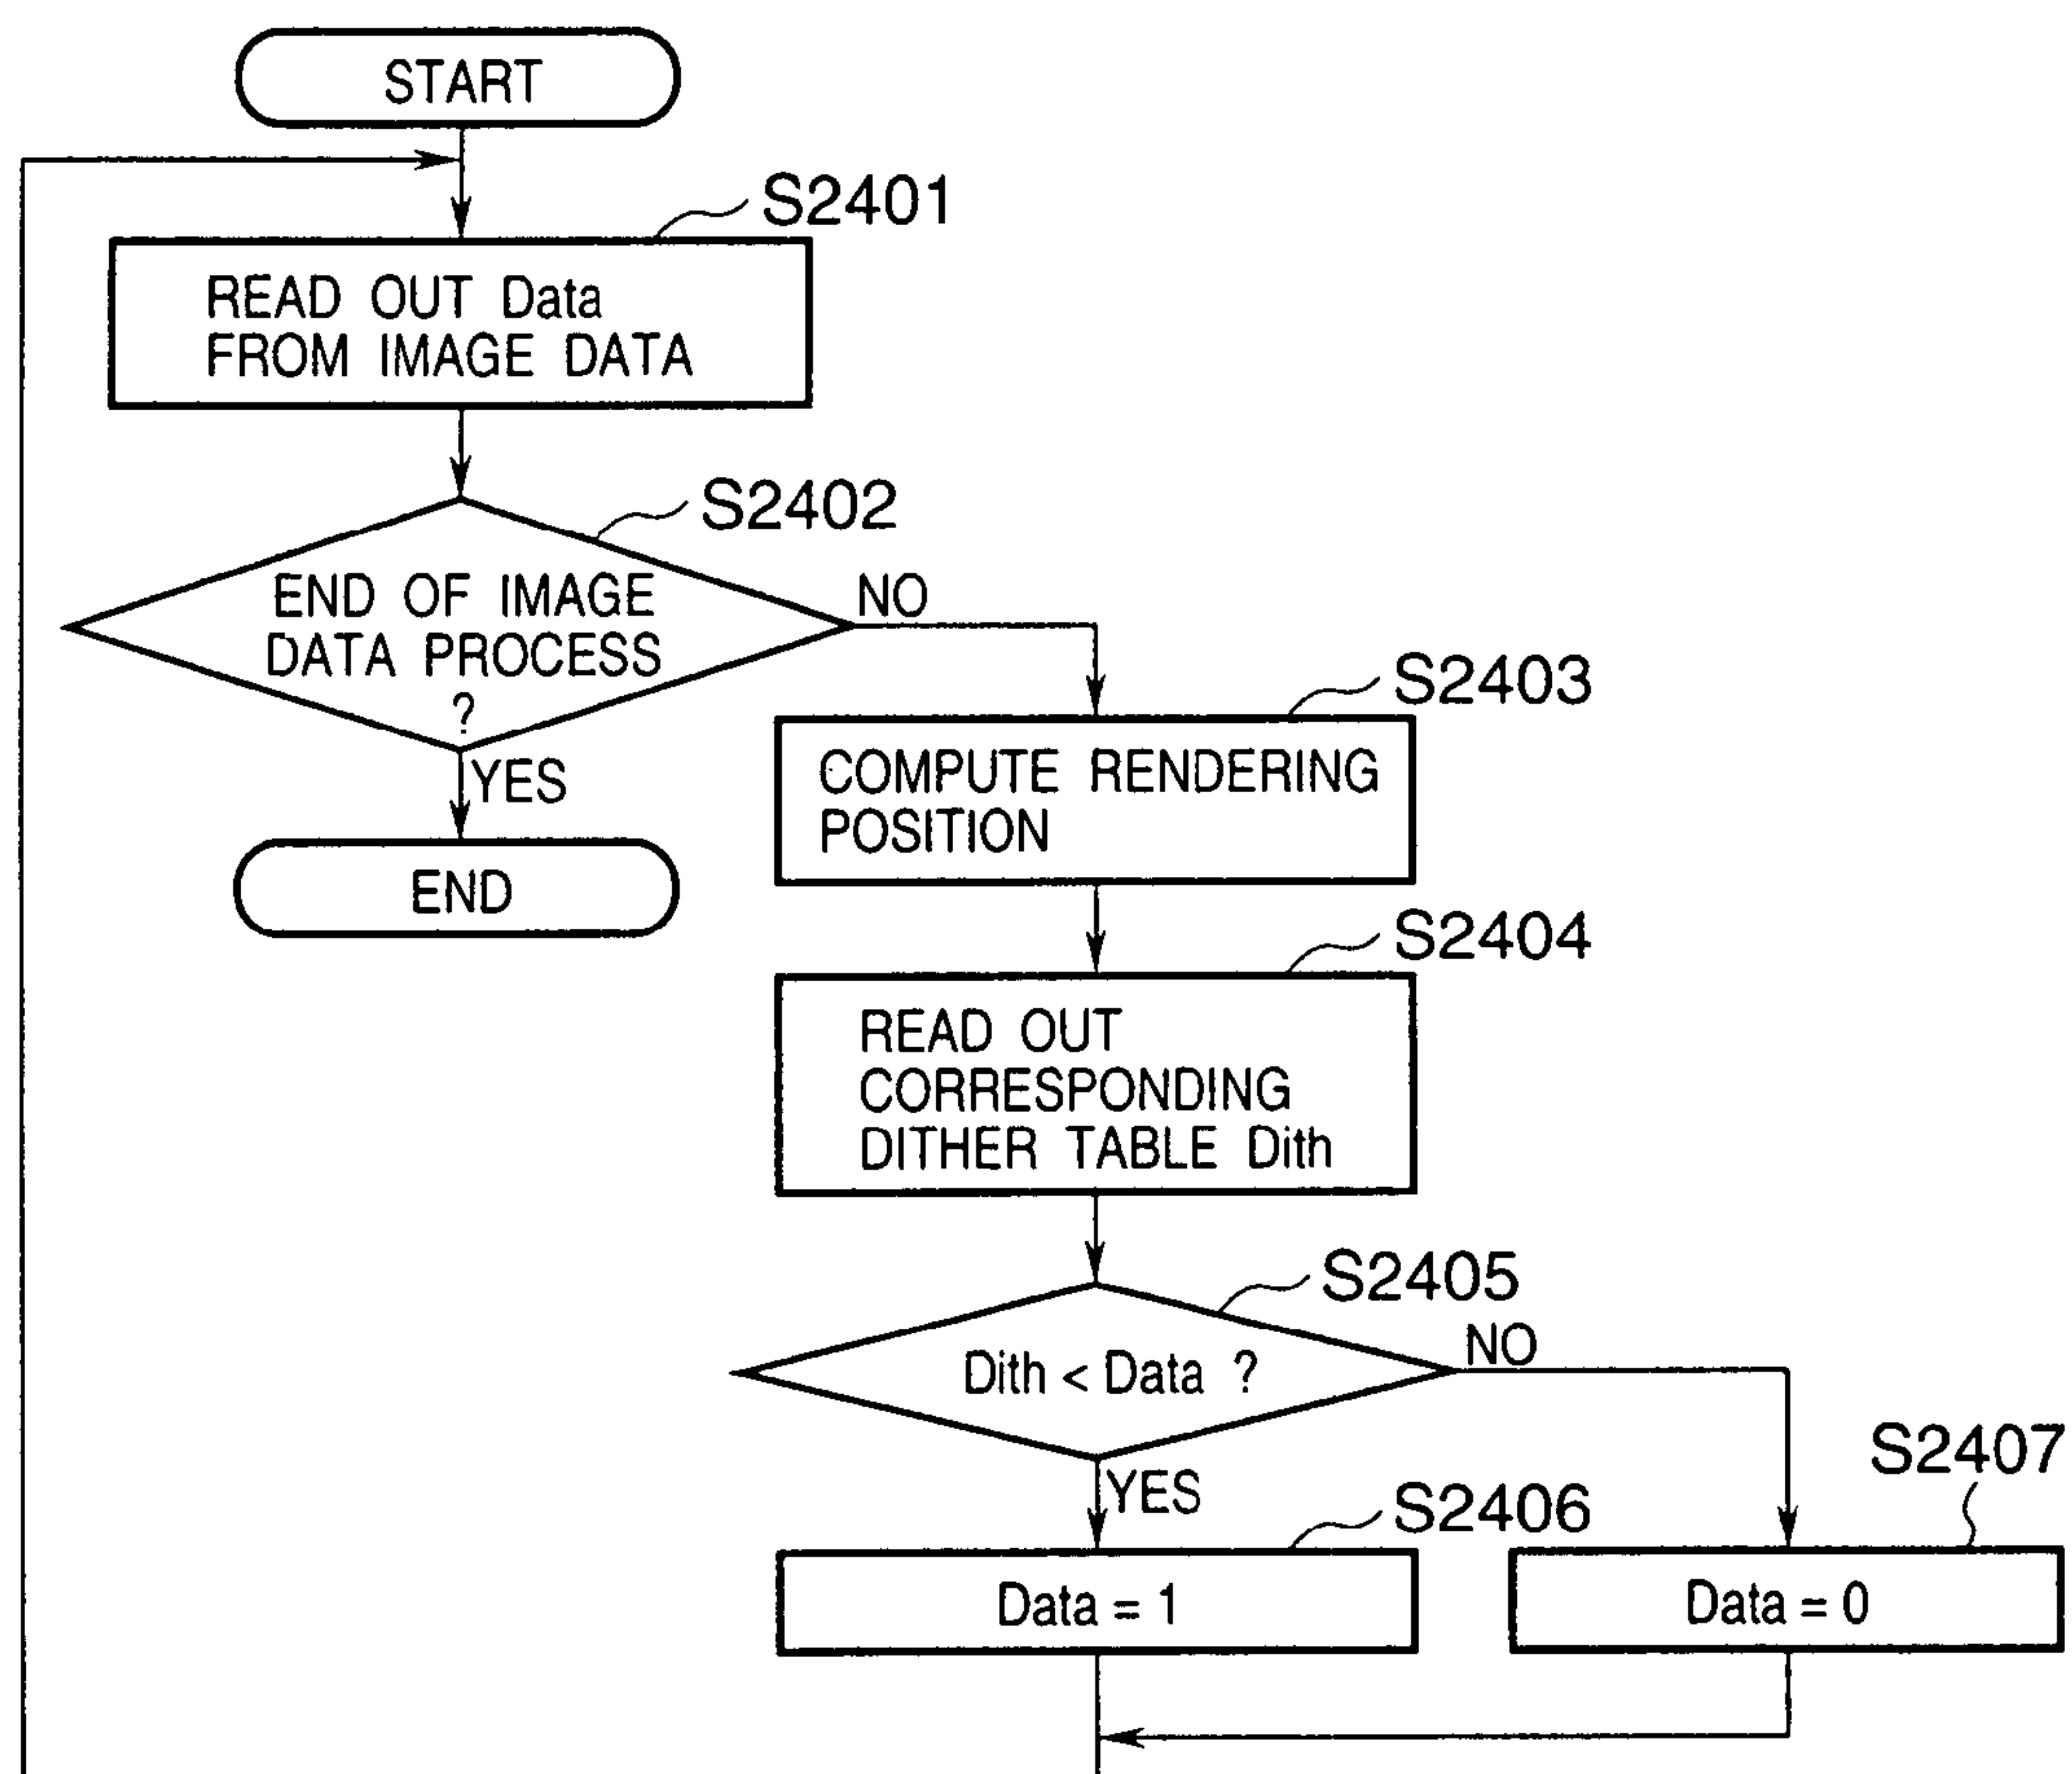 START
S2401
READ OUT Data
FROM IMAGE DATA
S2402
END OF IMAGE
DATA PROCESS
?
NO
YES
END
S2403
COMPUTE RENDERING
POSITION
S2404
READ OUT
CORRESPONDING
DITHER TABLE Dith
S2405
Dith < Data ?
NO
YES
S2406
Data = 1
S2407
Data = 0